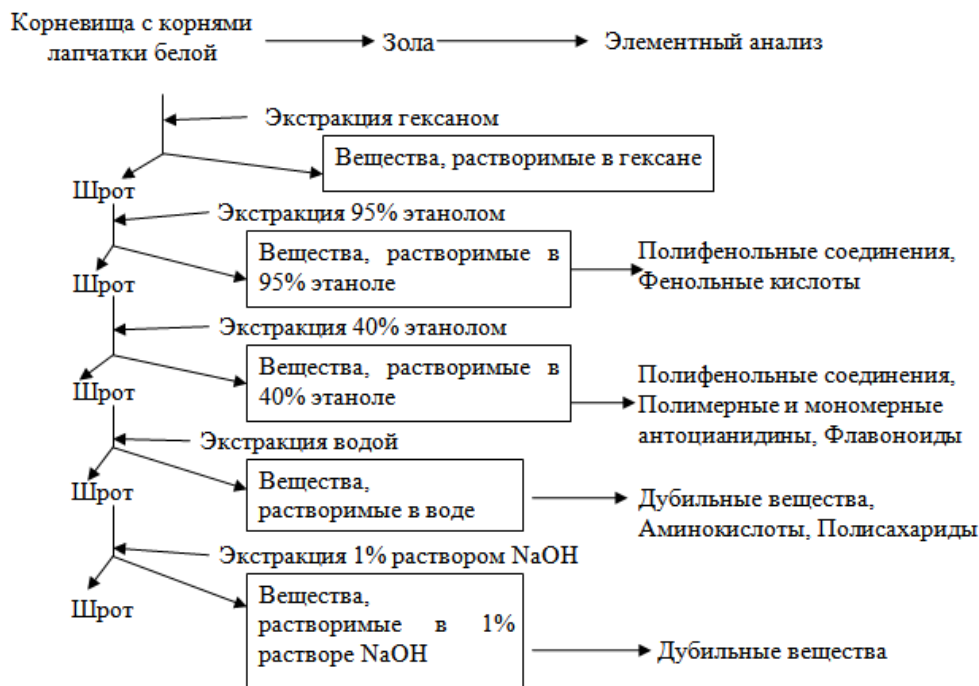 Корневища с корнями
лапчатки белой
Зола
Элементный анализ
Экстракция гексаном
Вещества, растворимые в гексане
Шрот
Экстракция 95% этанолом
Вещества, растворимые в
95% этаноле
Полифенольные соединения,
Фенольные кислоты
Шрот
Экстракция 40% этанолом
Вещества, растворимые в
40% этаноле
Полифенольные соединения,
Полимерные и мономерные
антоцианидины, Флавоноиды
Шрот
Экстракция водой
Вещества,
растворимые в воде
Дубильные вещества,
Аминокислоты, Полисахариды
Шрот
Экстракция 1% раствором NaOH
Вещества,
растворимые в 1%
растворе NaOH
Дубильные вещества
Шрот